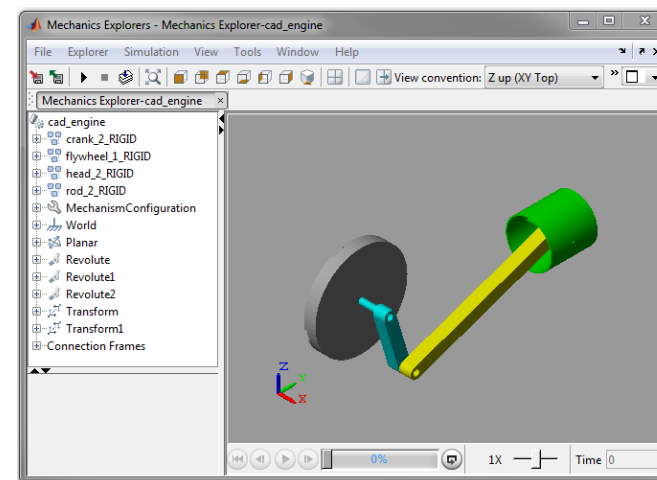 Mechanics Explorers - Mechanics Explorer-cad_engine
File Explorer Simulation View Tools Window Help
View convention: Z up (XY Top)
Mechanics Explorer-cad_engine
cad_engine
crank_2_RIGID
flywheel_1_RIGID
head_2_RIGID
rod_2_RIGID
MechanismConfiguration
World
Planar
Revolute
Revolute1
Revolute2
Transform
Transform1
Connection Frames
Z
Y
X
0%
1X
Time 0